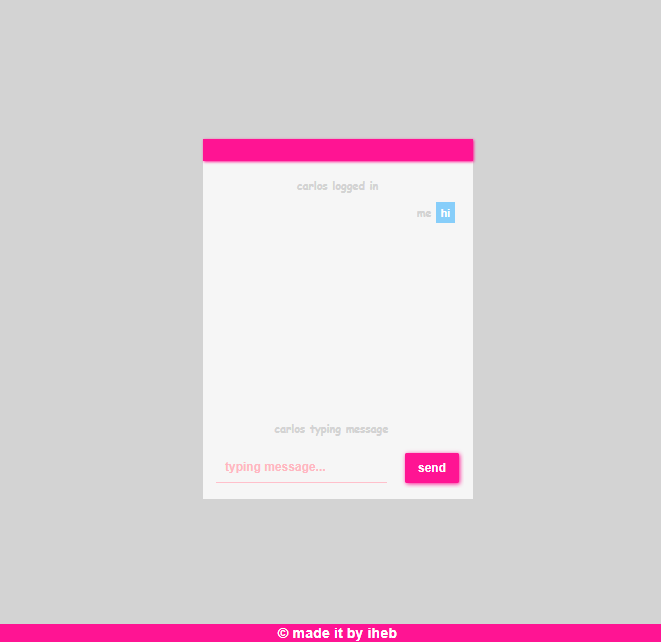 carlos logged in
me hi
carlos typing message
typing message...
send
© made it by iheb